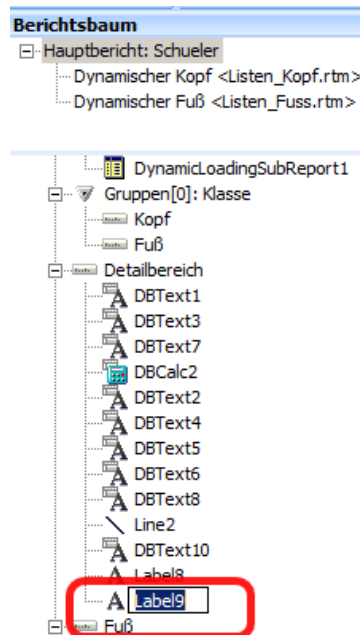 Berichtsbaum
Hauptbericht: Schueler
Dynamischer Kopf <Listen_Kopf.rtm>
Dynamischer Fuß <Listen_Fuss.rtm>
DynamicLoadingSubReport1
Gruppen[0]: Klasse
Kopf
Fuß
Detailbereich
DBText1
DBText3
DBText7
DBCalc2
DBText2
DBText4
DBText5
DBText6
DBText8
Line2
DBText10
Label8
Label9
Fuß